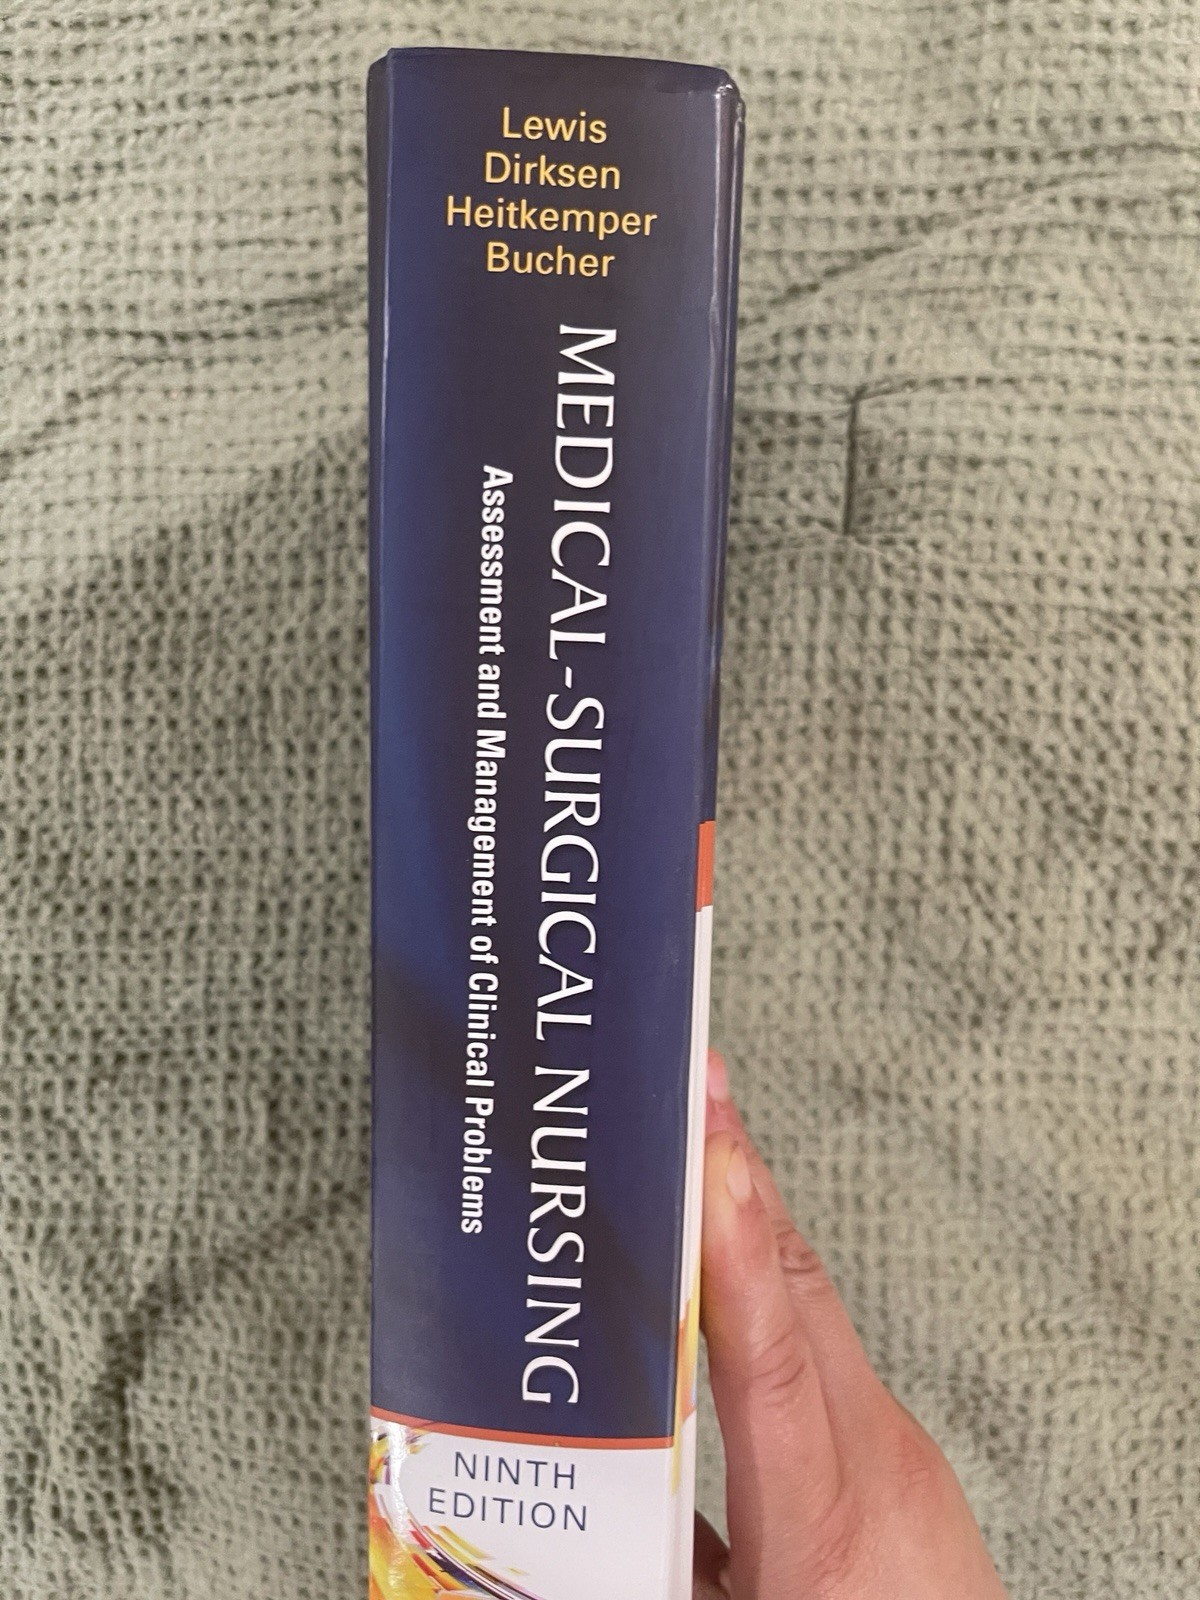 Lewis
Dirksen
Heitkemper
Bucher
MEDICAL-SURGICAL NURSING
Assessment and Management of Clinical Problems
NINTH
EDITION